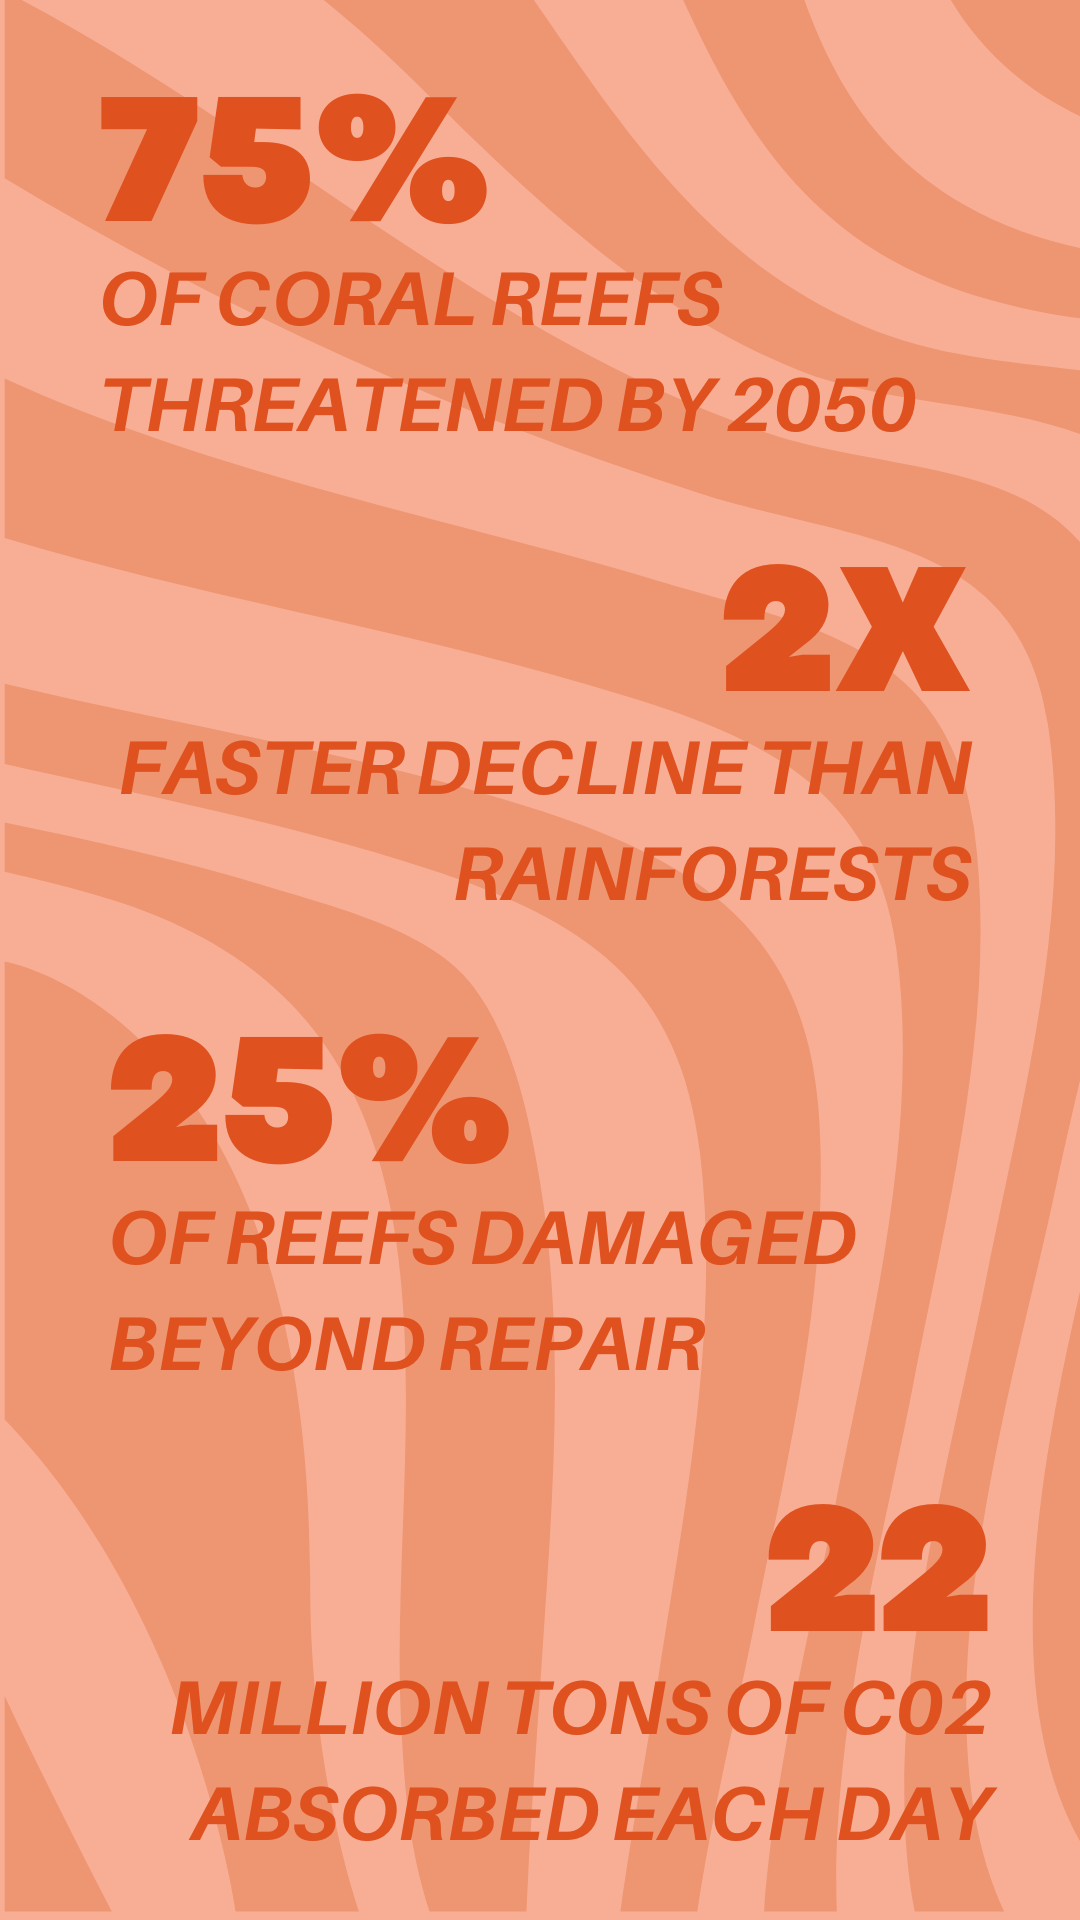 75%
OF CORAL REEFS
THREATENED BY 2050
2X
FASTER DECLINE THAN
RAINFORESTS
25%
OF REEFS DAMAGED
BEYOND REPAIR
22
MILLION TONS OF C02
ABSORBED EACH DAY